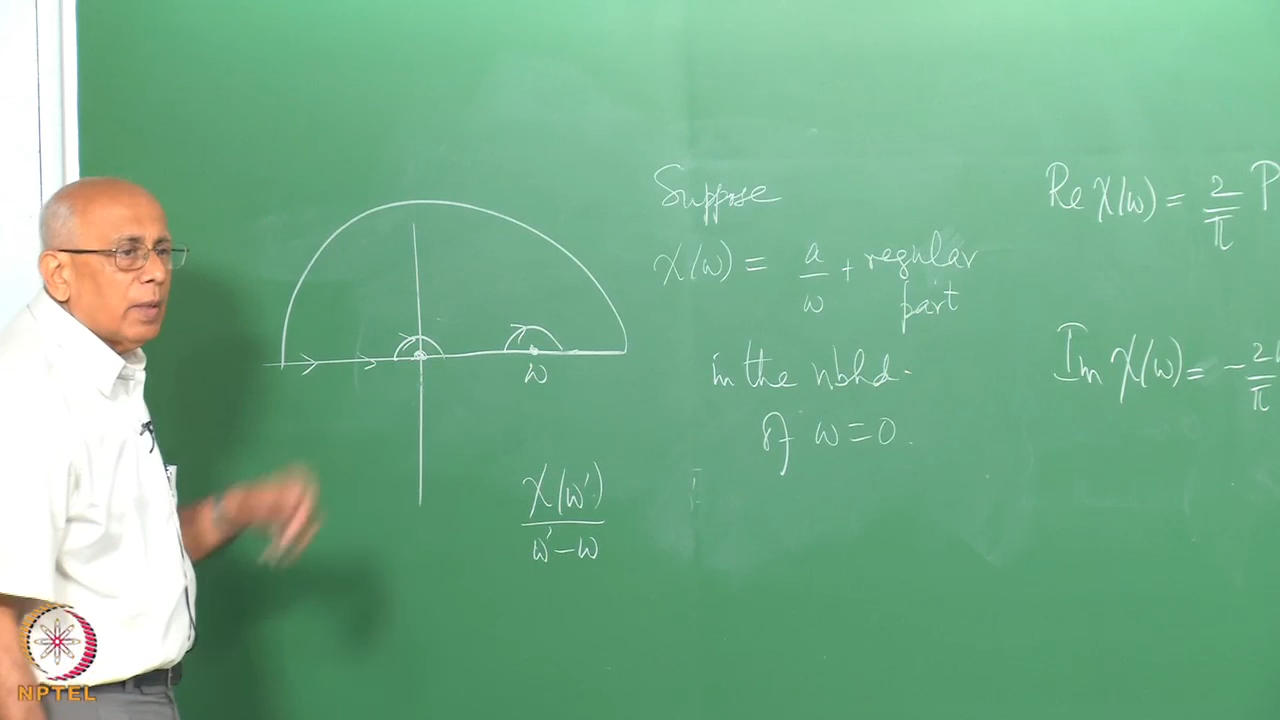 Suppose
χ(ω) = a/ω + regular part
in the nbhd.
of ω = 0.
ω
χ(ω')/(ω' - ω)
Re χ(ω) = 2/π P
Im χ(ω) = -2/π
NPTEL